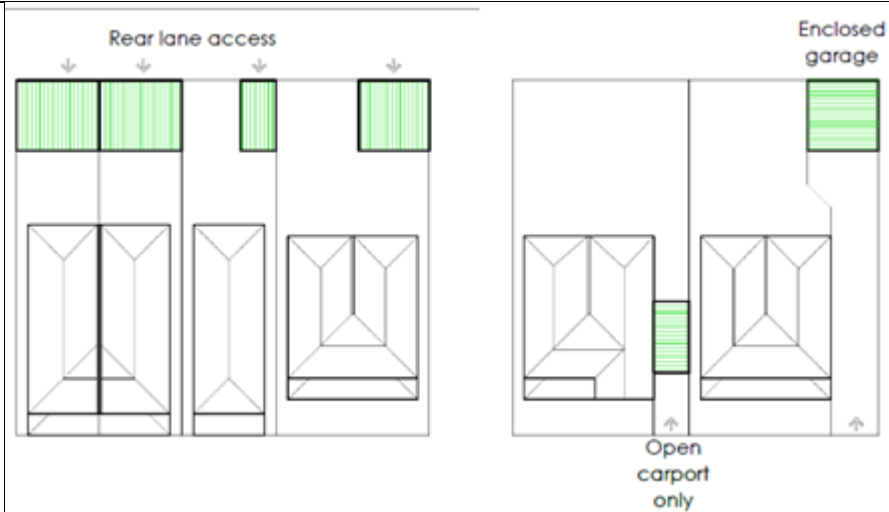 Rear lane access
Enclosed
garage
Open
carport
only